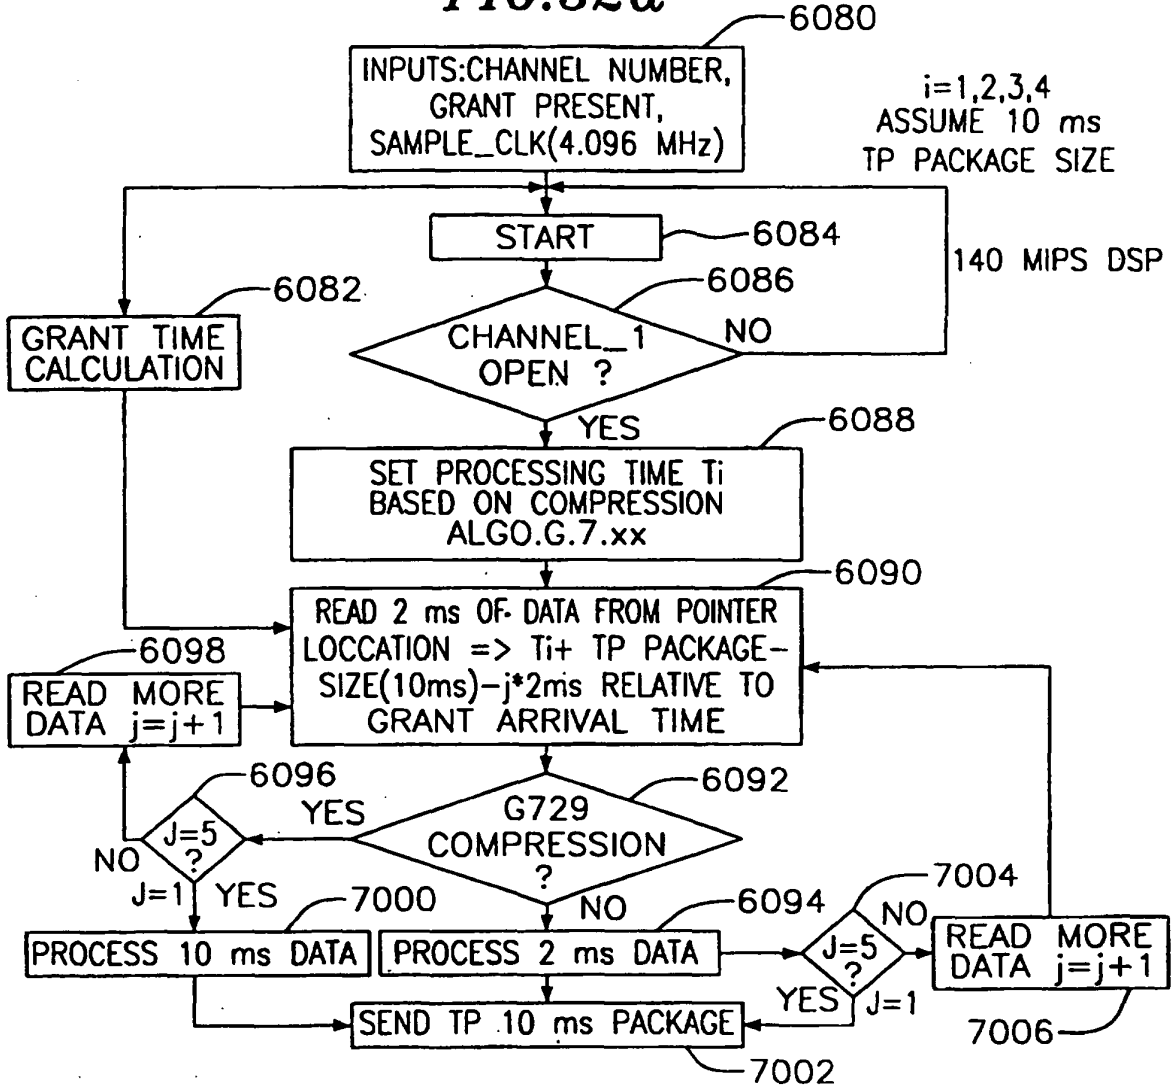 FIG.32a
6080
INPUTS:CHANNEL NUMBER,
GRANT PRESENT,
SAMPLE_CLK(4.096 MHz)
i=1,2,3,4
ASSUME 10 ms
TP PACKAGE SIZE
START
6084
140 MIPS DSP
6082
GRANT TIME
CALCULATION
6086
CHANNEL_1
OPEN ?
NO
YES
6088
SET PROCESSING TIME Ti
BASED ON COMPRESSION
ALGO.G.7.xx
6090
READ 2 ms OF DATA FROM POINTER
LOCCATION => Ti+ TP PACKAGE-
SIZE(10ms)-j*2ms RELATIVE TO
GRANT ARRIVAL TIME
6098
READ MORE
DATA j=j+1
6096
J=5
?
NO
J=1
YES
YES
6092
G729
COMPRESSION
?
NO
7000
PROCESS 10 ms DATA
6094
PROCESS 2 ms DATA
7004
J=5
?
NO
YES
J=1
READ MORE
DATA j=j+1
7006
SEND TP 10 ms PACKAGE
7002